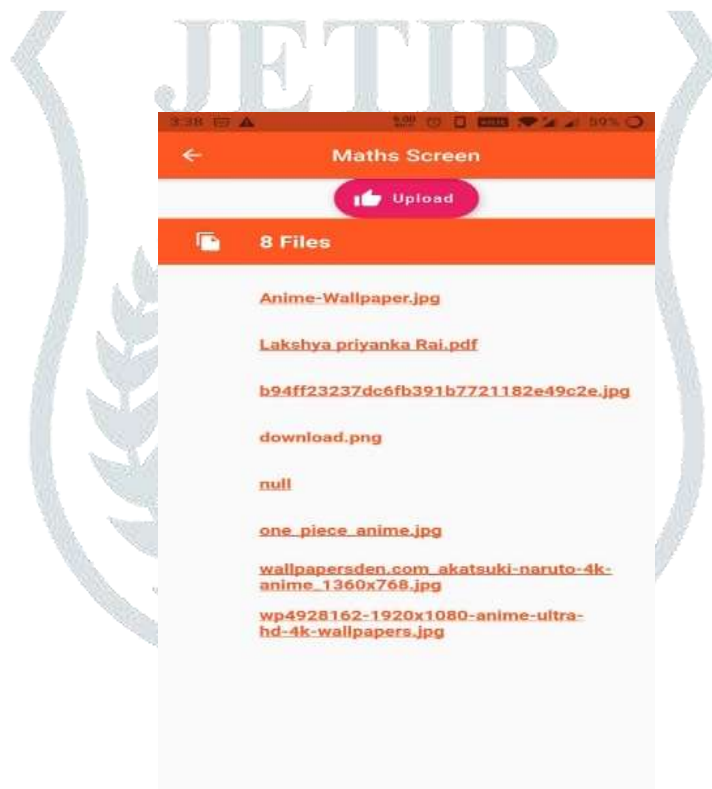 JETIR
3:38 59%
Maths Screen
Upload
8 Files
Anime-Wallpaper.jpg
Lakshya priyanka Rai.pdf
b94ff23237dc6fb391b7721182e49c2e.jpg
download.png
null
one_piece_anime.jpg
wallpapersden.com_akatsuki-naruto-4k-
anime_1360x768.jpg
wp4928162-1920x1080-anime-ultra-
hd-4k-wallpapers.jpg